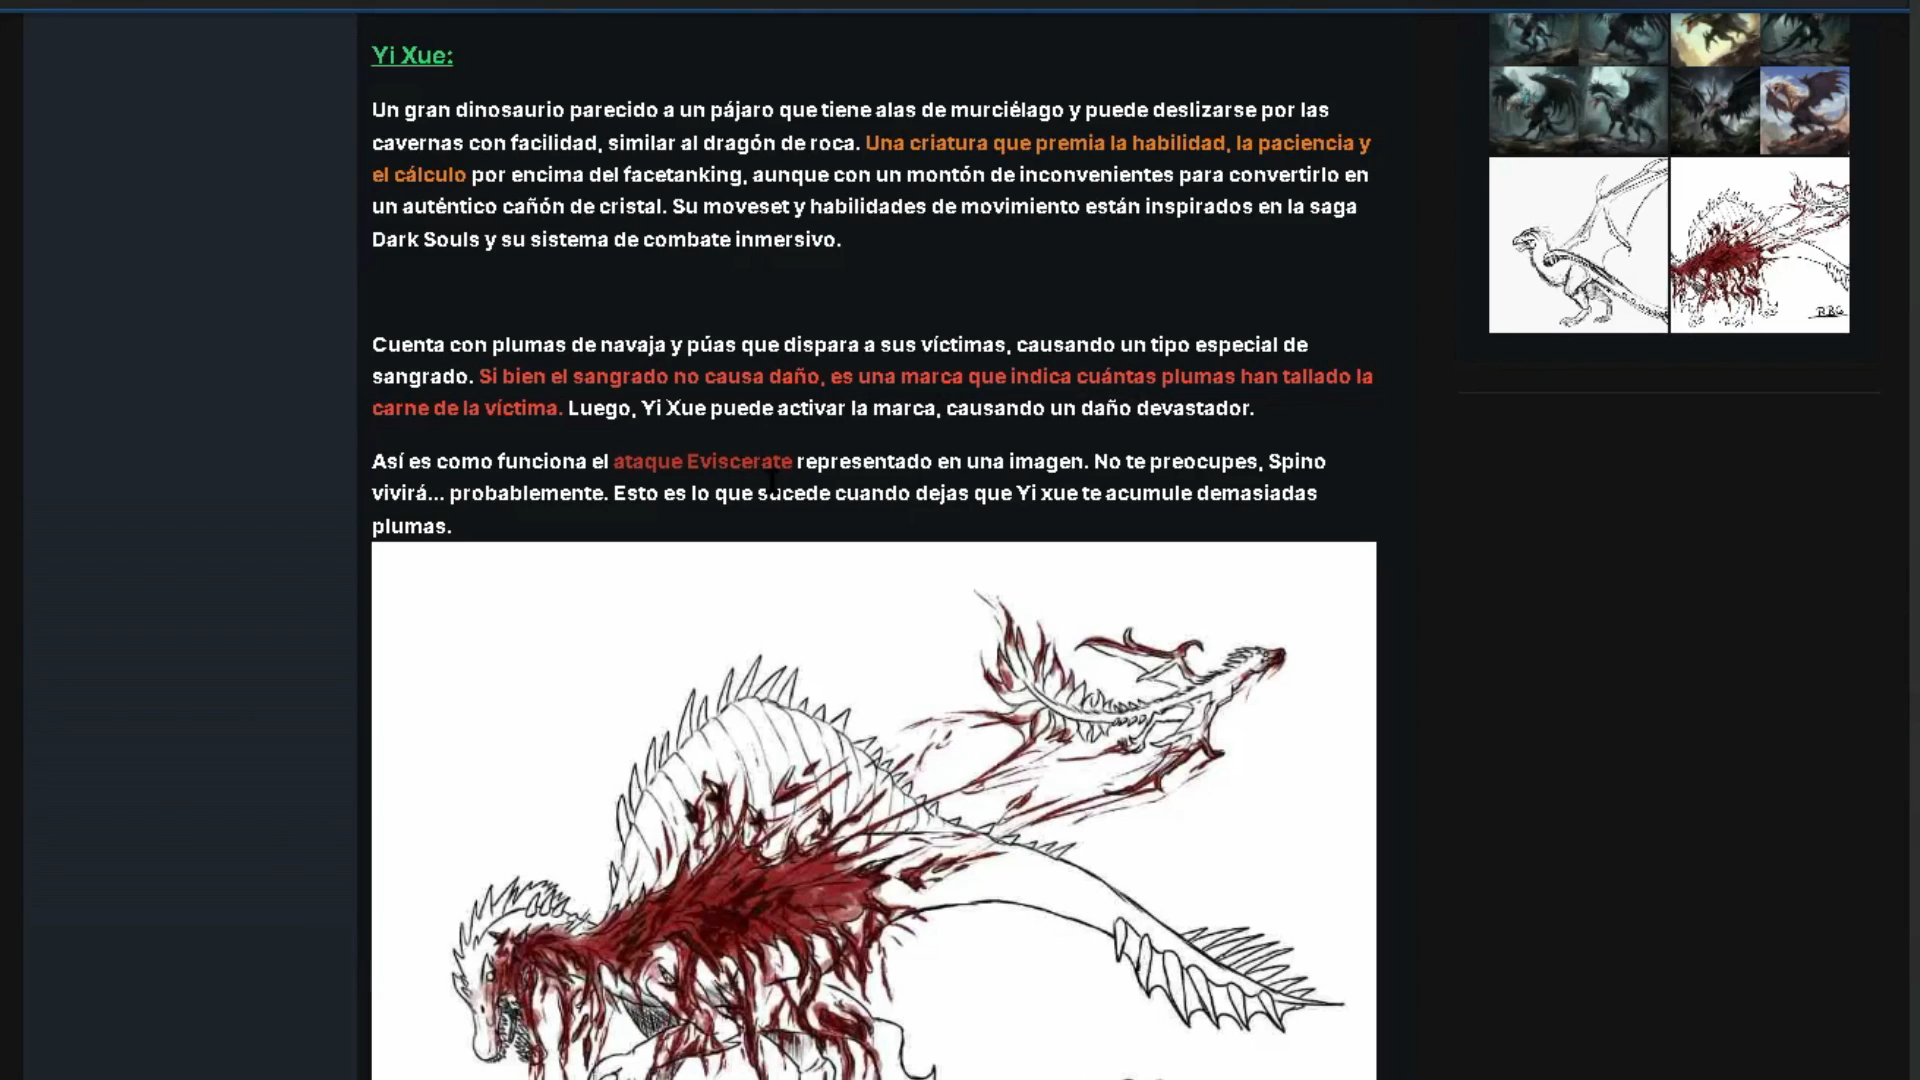 Yi Xue:
Un gran dinosaurio parecido a un pájaro que tiene alas de murciélago y puede deslizarse por las
cavernas con facilidad, similar al dragón de roca. Una criatura que premia la habilidad, la paciencia y
el cálculo por encima del facetanking, aunque con un montón de inconvenientes para convertirlo en
un auténtico cañón de cristal. Su moveset y habilidades de movimiento están inspirados en la saga
Dark Souls y su sistema de combate inmersivo.
Cuenta con plumas de navaja y púas que dispara a sus víctimas, causando un tipo especial de
sangrado. Si bien el sangrado no causa daño, es una marca que indica cuántas plumas han tallado la
carne de la víctima. Luego, Yi Xue puede activar la marca, causando un daño devastador.
Así es como funciona el ataque Eviscerate representado en una imagen. No te preocupes, Spino
vivirá... probablemente. Esto es lo que sucede cuando dejas que Yi xue te acumule demasiadas
plumas.